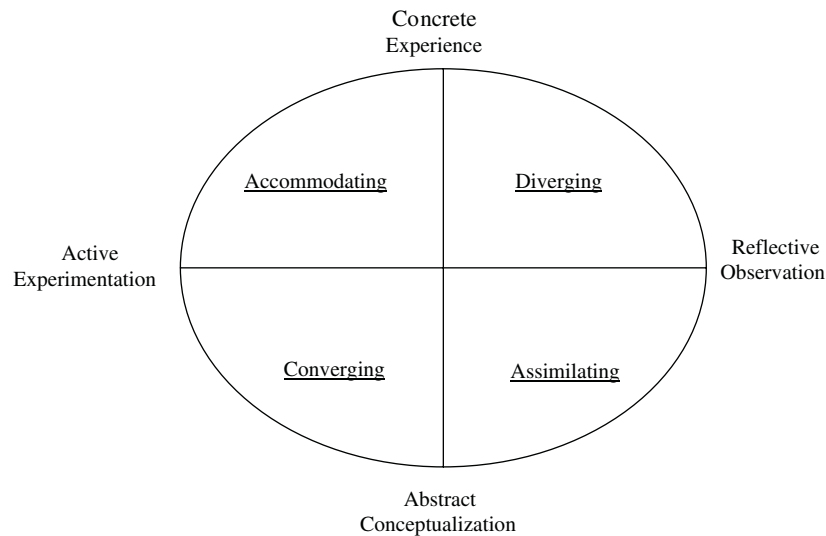 Concrete
Experience
Accommodating
Diverging
Active
Experimentation
Reflective
Observation
Converging
Assimilating
Abstract
Conceptualization